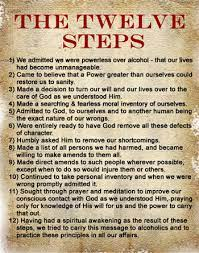 THE TWELVE
STEPS
1) We admitted we were powerless over alcohol - that our lives
had become unmanageable.
2) Came to believe that a Power greater than ourselves could
restore us to sanity.
3) Made a decision to turn our will and our lives over to the
care of God as we understood Him.
4) Made a searching & fearless moral inventory of ourselves.
5) Admitted to God, to ourselves and to another human being
the exact nature of our wrongs.
6) Were entirely ready to have God remove all these defects
of character.
7) Humbly asked Him to remove our shortcomings.
8) Made a list of all persons we had harmed, and became
willing to make amends to them all.
9) Made direct amends to such people wherever possible,
except when to do so would injure them or others.
10) Continued to take personal inventory and when we were
wrong promptly admitted it.
11) Sought through prayer and meditation to improve our
conscious contact with God as we understood Him, praying
only for knowledge of His will for us and the power to carry
that out.
12) Having had a spiritual awakening as the result of these
steps, we tried to carry this message to alcoholics and to
practice these principles in all our affairs.